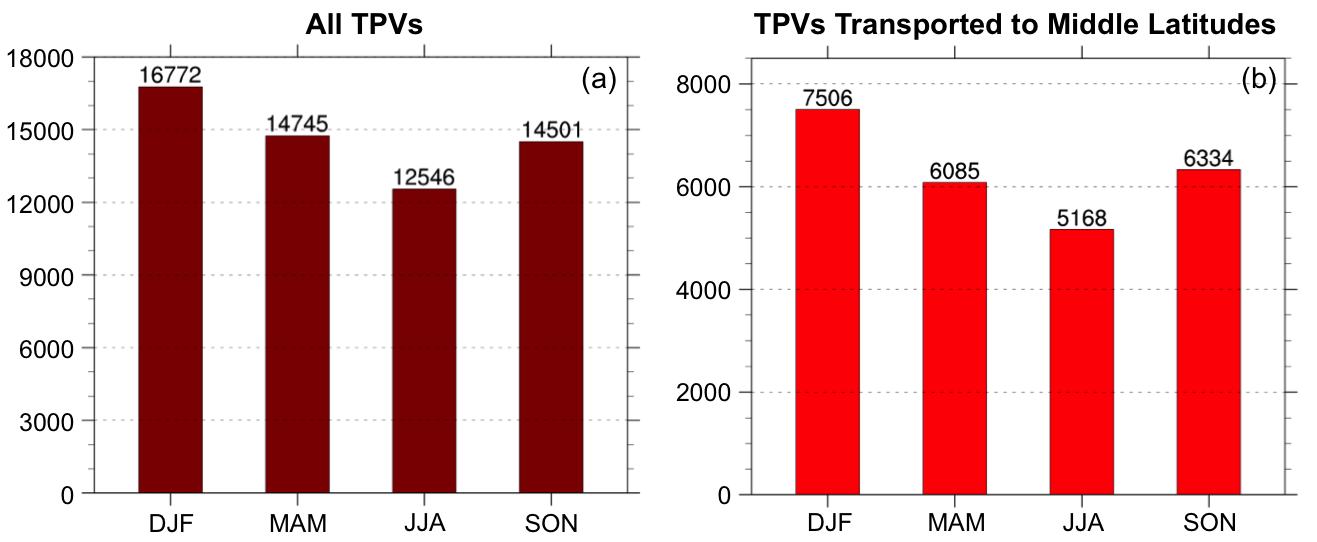 All TPVs
(a)
18000
15000
12000
9000
6000
3000
0
16772
14745
12546
14501
DJF
MAM
JJA
SON
TPVs Transported to Middle Latitudes
(b)
8000
6000
4000
2000
0
7506
6085
5168
6334
DJF
MAM
JJA
SON